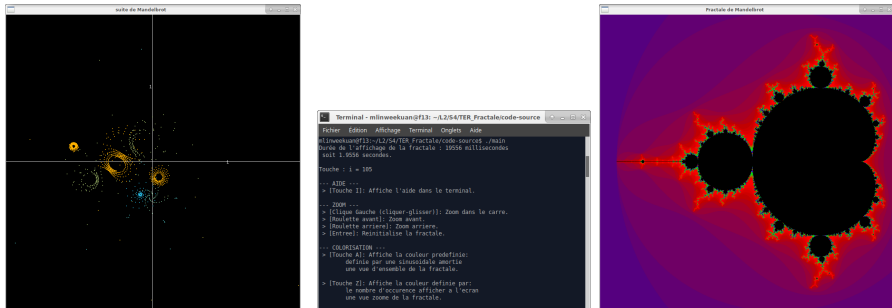 suite de Mandelbret
1
1
Terminal - mlinweekuan@f13: ~/L2/S4/TER_Fractale/code-source
Fichier Edition Affichage Terminal Onglets Aide
mlinweekuan@f13:~/L2/S4/TER_Fractale/code-source$ ./main
Durée de l'affichage de la fractale : 19556 millisecondes
soit 1.9556 secondes.
Touche : i = 105
--- AIDE ---
> [Touche I]: Affiche l'aide dans le terminal.
--- ZOOM ---
> [Clique Gauche (cliquer-glisser)]: Zoom dans le carre.
> [Roulette avant]: Zoom avant.
> [Roulette arriere]: Zoom arriere.
> [Entree]: Reinitialise la fractale.
--- COLORISATION ---
> [Touche A]: Affiche la couleur predefinie:
definie par une sinusoidale amortie
une vue d'ensemble de la fractale.
> [Touche Z]: Affiche la couleur definie par:
le nombre d'occurence afficher a l'ecran
une vue zoome de la fractale.
Fractale de Mandelbret